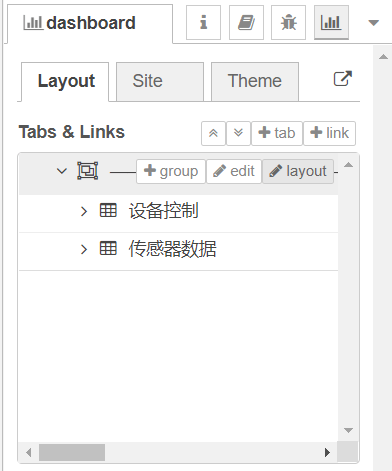 dashboard
Layout Site Theme
Tabs & Links tab link
group edit layout
设备控制
传感器数据